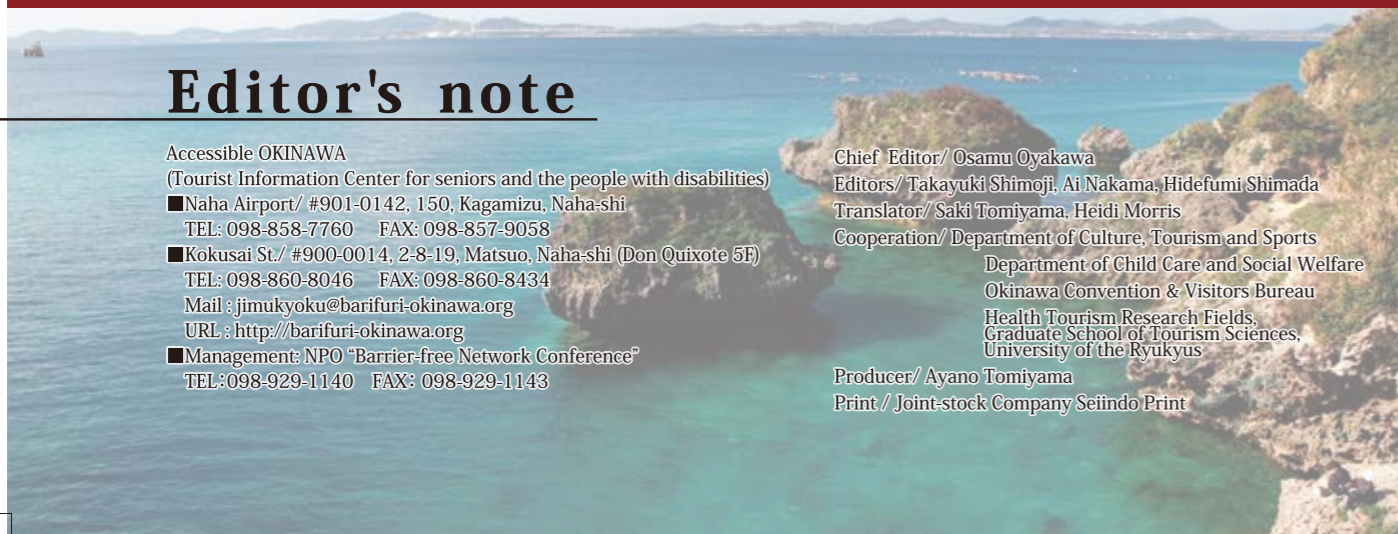 Editor's note
Accessible OKINAWA
(Tourist Information Center for seniors and the people with disabilities)
■Naha Airport/ #901-0142, 150, Kagamizu, Naha-shi
TEL: 098-858-7760 FAX: 098-857-9058
■Kokusai St./ #900-0014, 2-8-19, Matsuo, Naha-shi (Don Quixote 5F)
TEL: 098-860-8046 FAX: 098-860-8434
Mail : jimukyoku@barifuri-okinawa.org
URL : http://barifuri-okinawa.org
■Management: NPO “Barrier-free Network Conference”
TEL:098-929-1140 FAX: 098-929-1143
Chief Editor/ Osamu Oyakawa
Editors/ Takayuki Shimoji, Ai Nakama, Hidefumi Shimada
Translator/ Saki Tomiyama, Heidi Morris
Cooperation/ Department of Culture, Tourism and Sports
Department of Child Care and Social Welfare
Okinawa Convention & Visitors Bureau
Health Tourism Research Fields,
Graduate School of Tourism Sciences,
University of the Ryukyus
Producer/ Ayano Tomiyama
Print / Joint-stock Company Seiindo Print